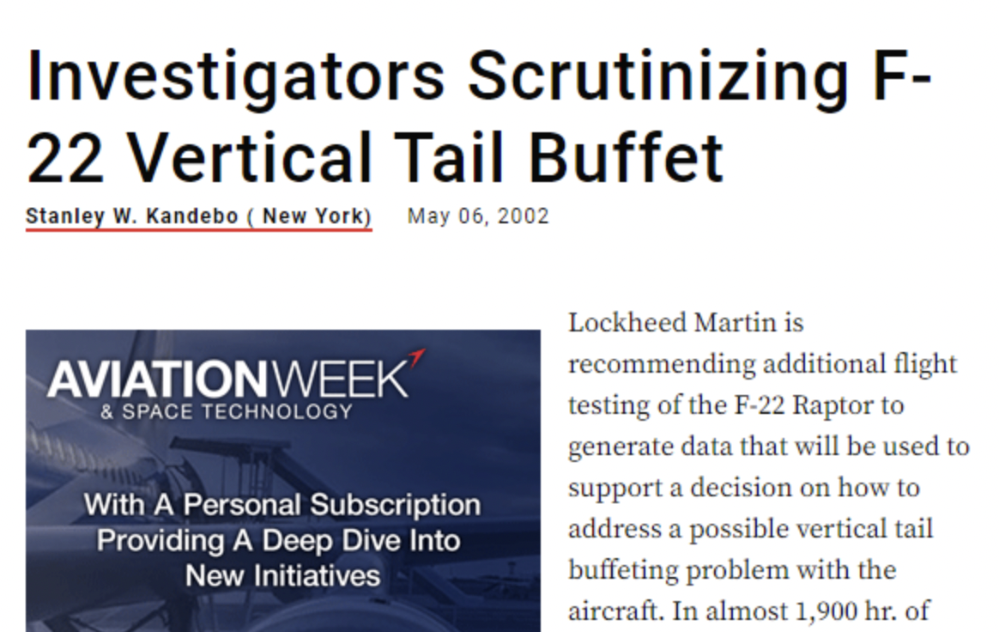 Investigators Scrutinizing F-
22 Vertical Tail Buffet
Stanley W. Kandebo ( New York) May 06, 2002
AVIATIONWEEK
& SPACE TECHNOLOGY
With A Personal Subscription
Providing A Deep Dive Into
New Initiatives
Lockheed Martin is
recommending additional flight
testing of the F-22 Raptor to
generate data that will be used to
support a decision on how to
address a possible vertical tail
buffeting problem with the
aircraft. In almost 1,900 hr. of